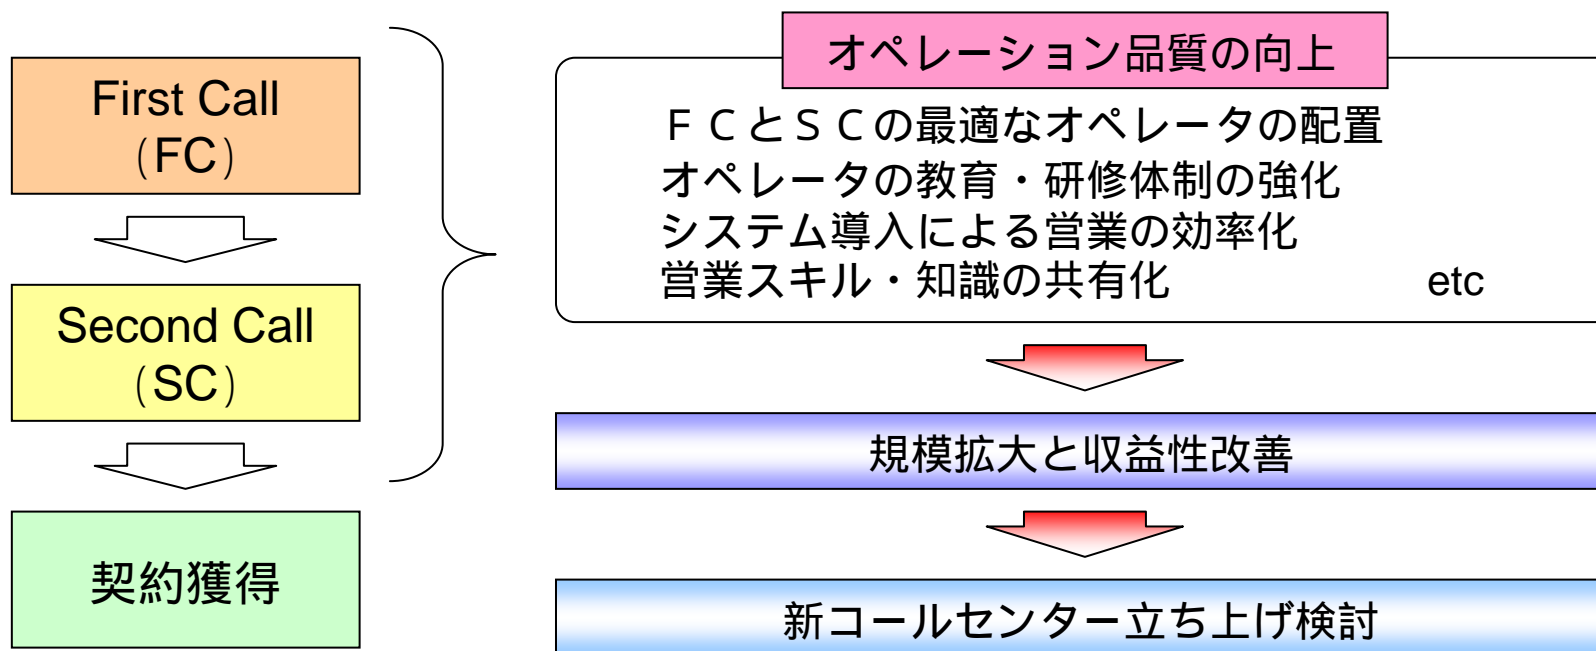 First Call
(FC)
Second Call
(SC)
契約獲得
オペレーション品質の向上
ＦＣとＳＣの最適なオペレータの配置
オペレータの教育・研修体制の強化
システム導入による営業の効率化
営業スキル・知識の共有化 etc
規模拡大と収益性改善
新コールセンター立ち上げ検討